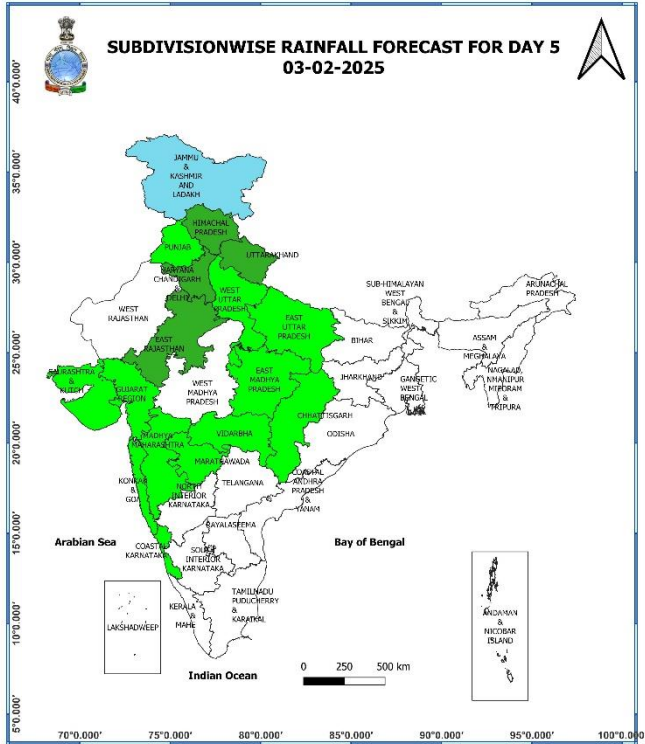 SUBDIVISIONWISE RAINFALL FORECAST FOR DAY 5
03-02-2025
40°0.000'
35°0.000'
30°0.000'
25°0.000'
20°0.000'
15°0.000'
10°0.000'
5°0.000'
JAMMU
&
KASHMIR
AND
LADAKH
HIMACHAL
PRADESH
PUNJAB
UTTARAKHAND
HARYANA
CHANDIGARH
&
DELHI
WEST
UTTAR
PRADESH
WEST
RAJASTHAN
EAST
RAJASTHAN
EAST
UTTAR
PRADESH
SUB-HIMALAYAN
WEST
BENGAL
&
SIKKIM
ARUNACHAL
PRADESH
BIHAR
ASSAM
&
MEGHALAYA
SAURASHTRA
&
KUTCH
GUJARAT
REGION
WEST
MADHYA
PRADESH
EAST
MADHYA
PRADESH
JHARKHAND
GANGETIC
WEST
BENGAL
MIZORAM
&
TRIPURA
CHHATTISGARH
ODISHA
MADHYA
MAHARASHTRA
VIDARBHA
MARATHAWADA
TELANGANA
COASTAL
ANDHRA
PRADESH
&
YANAM
KONKAN
&
GOA
NORTH
INTERIOR
KARNATAKA
RAYALASEEMA
Arabian Sea
Bay of Bengal
COASTAL
KARNATAKA
SOUTH
INTERIOR
KARNATAKA
LAKSHADWEEP
KERALA
&
MAHE
TAMILNADU
PUDUCHERRY
&
KARAIKAL
ANDAMAN
&
NICOBAR
ISLAND
Indian Ocean
0 250 500 km
70°0.000' 75°0.000' 80°0.000' 85°0.000' 90°0.000' 95°0.000' 100°0.000'